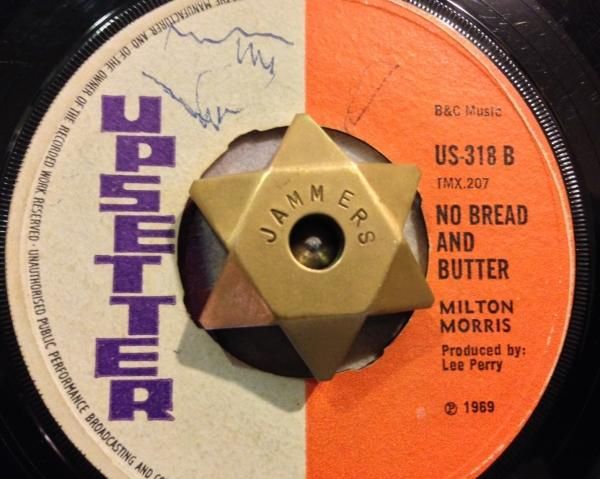 THE MANUFACTURER AND OF THE OWNER OF THE RECORDED WORK RESERVED · UNAUTHORISED PUBLIC PERFORMANCE BROADCASTING AND CO
UPSETTER
JAMMERS
B&C Music
US-318 B
TMX.207
NO BREAD
AND
BUTTER
MILTON
MORRIS
Produced by:
Lee Perry
℗ 1969